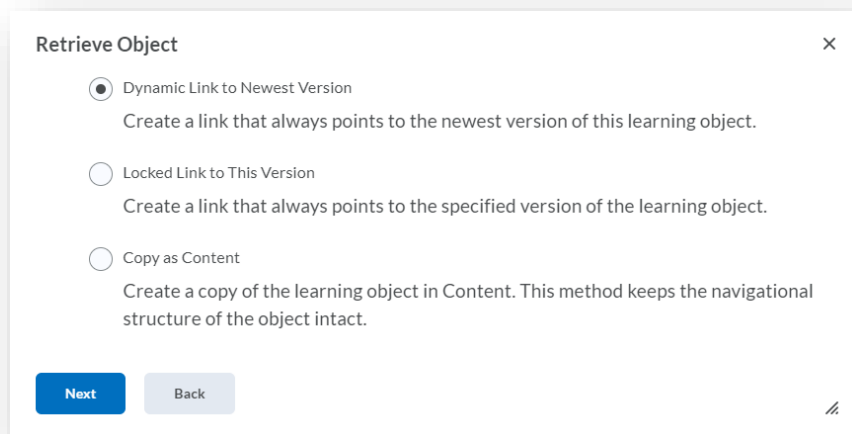 Retrieve Object
Dynamic Link to Newest Version
Create a link that always points to the newest version of this learning object.
Locked Link to This Version
Create a link that always points to the specified version of the learning object.
Copy as Content
Create a copy of the learning object in Content. This method keeps the navigational
structure of the object intact.
Next
Back